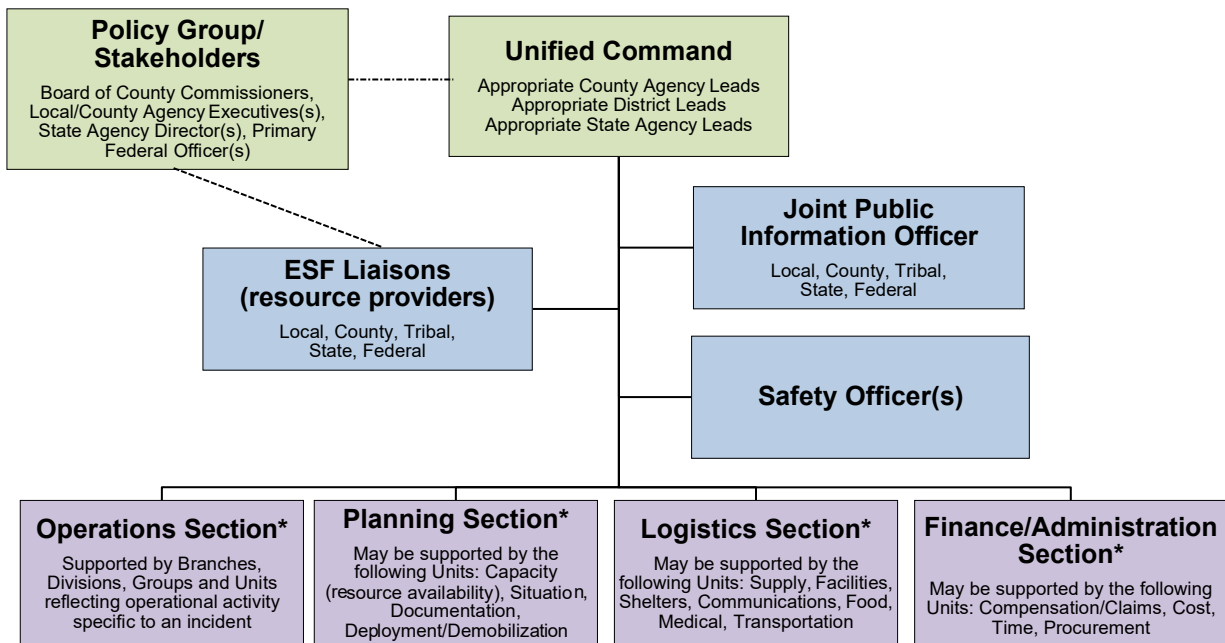 Policy Group/
Stakeholders
Board of County Commissioners,
Local/County Agency Executives(s),
State Agency Director(s), Primary
Federal Officer(s)
Unified Command
Appropriate County Agency Leads
Appropriate District Leads
Appropriate State Agency Leads
Joint Public
Information Officer
Local, County, Tribal,
State, Federal
ESF Liaisons
(resource providers)
Local, County, Tribal,
State, Federal
Safety Officer(s)
Operations Section*
Supported by Branches,
Divisions, Groups and Units
reflecting operational activity
specific to an incident
Planning Section*
May be supported by the
following Units: Capacity
(resource availability), Situation,
Documentation,
Deployment/Demobilization
Logistics Section*
May be supported by the
following Units: Supply, Facilities,
Shelters, Communications, Food,
Medical, Transportation
Finance/Administration
Section*
May be supported by the following
Units: Compensation/Claims, Cost,
Time, Procurement